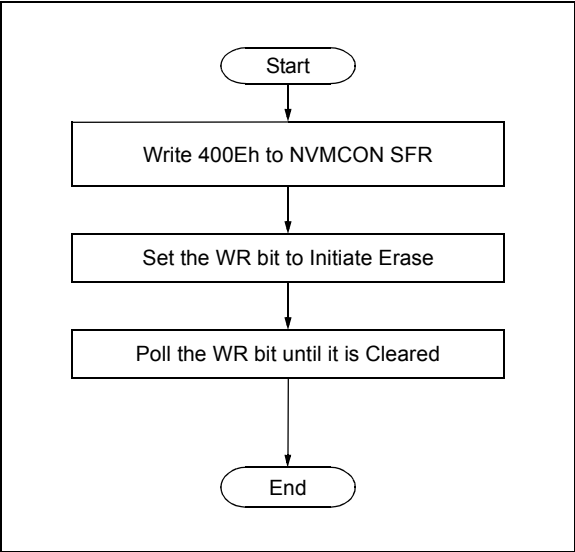 Start
Write 400Eh to NVMCON SFR
Set the WR bit to Initiate Erase
Poll the WR bit until it is Cleared
End